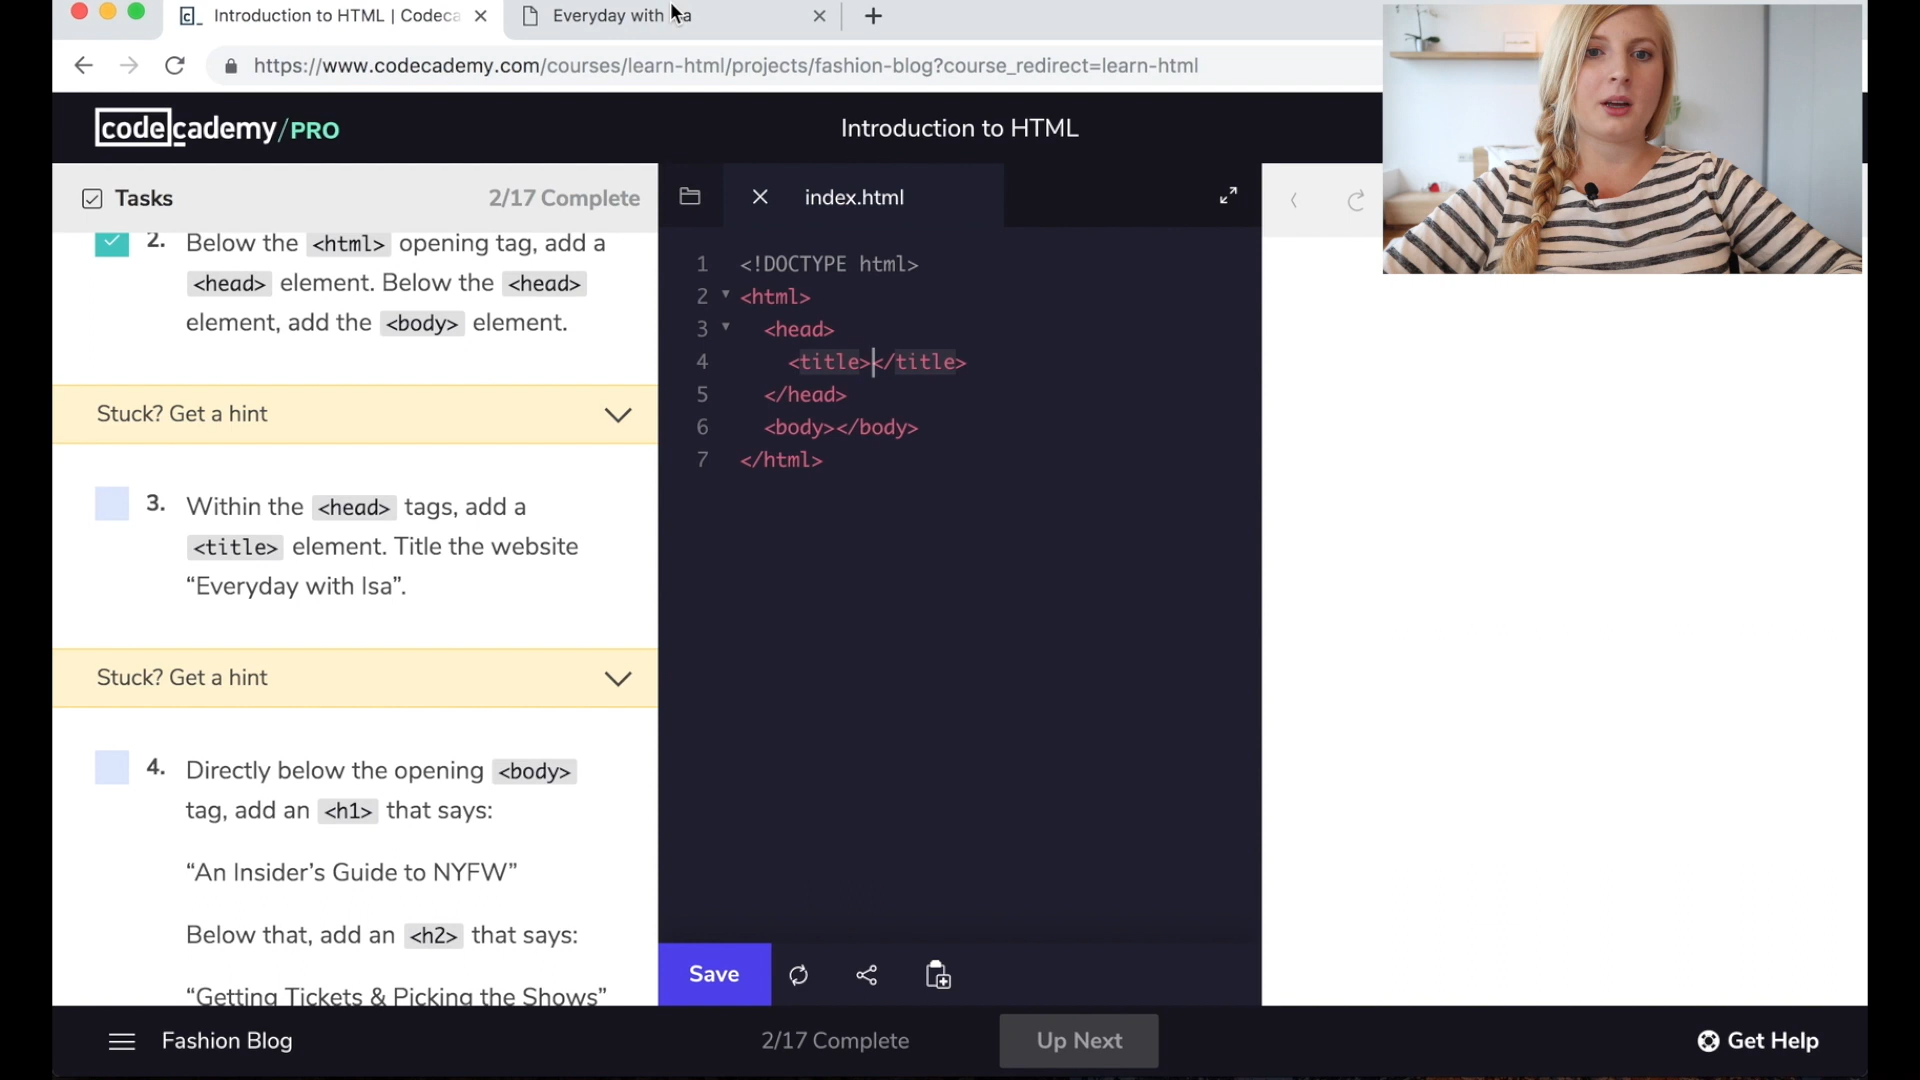 Introduction to HTML | Codeca
Everyday with Isa
https://www.codecademy.com/courses/learn-html/projects/fashion-blog?course_redirect=learn-html
codecademy/PRO
Introduction to HTML
Tasks
2/17 Complete
index.html
2. Below the <html> opening tag, add a
<head> element. Below the <head>
element, add the <body> element.
Stuck? Get a hint
3. Within the <head> tags, add a
<title> element. Title the website
“Everyday with Isa”.
Stuck? Get a hint
4. Directly below the opening <body>
tag, add an <h1> that says:
“An Insider’s Guide to NYFW”
Below that, add an <h2> that says:
“Getting Tickets & Picking the Shows”
1 <!DOCTYPE html>
2 <html>
3 <head>
4 <title></title>
5 </head>
6 <body></body>
7 </html>
Save
Fashion Blog
2/17 Complete
Up Next
Get Help